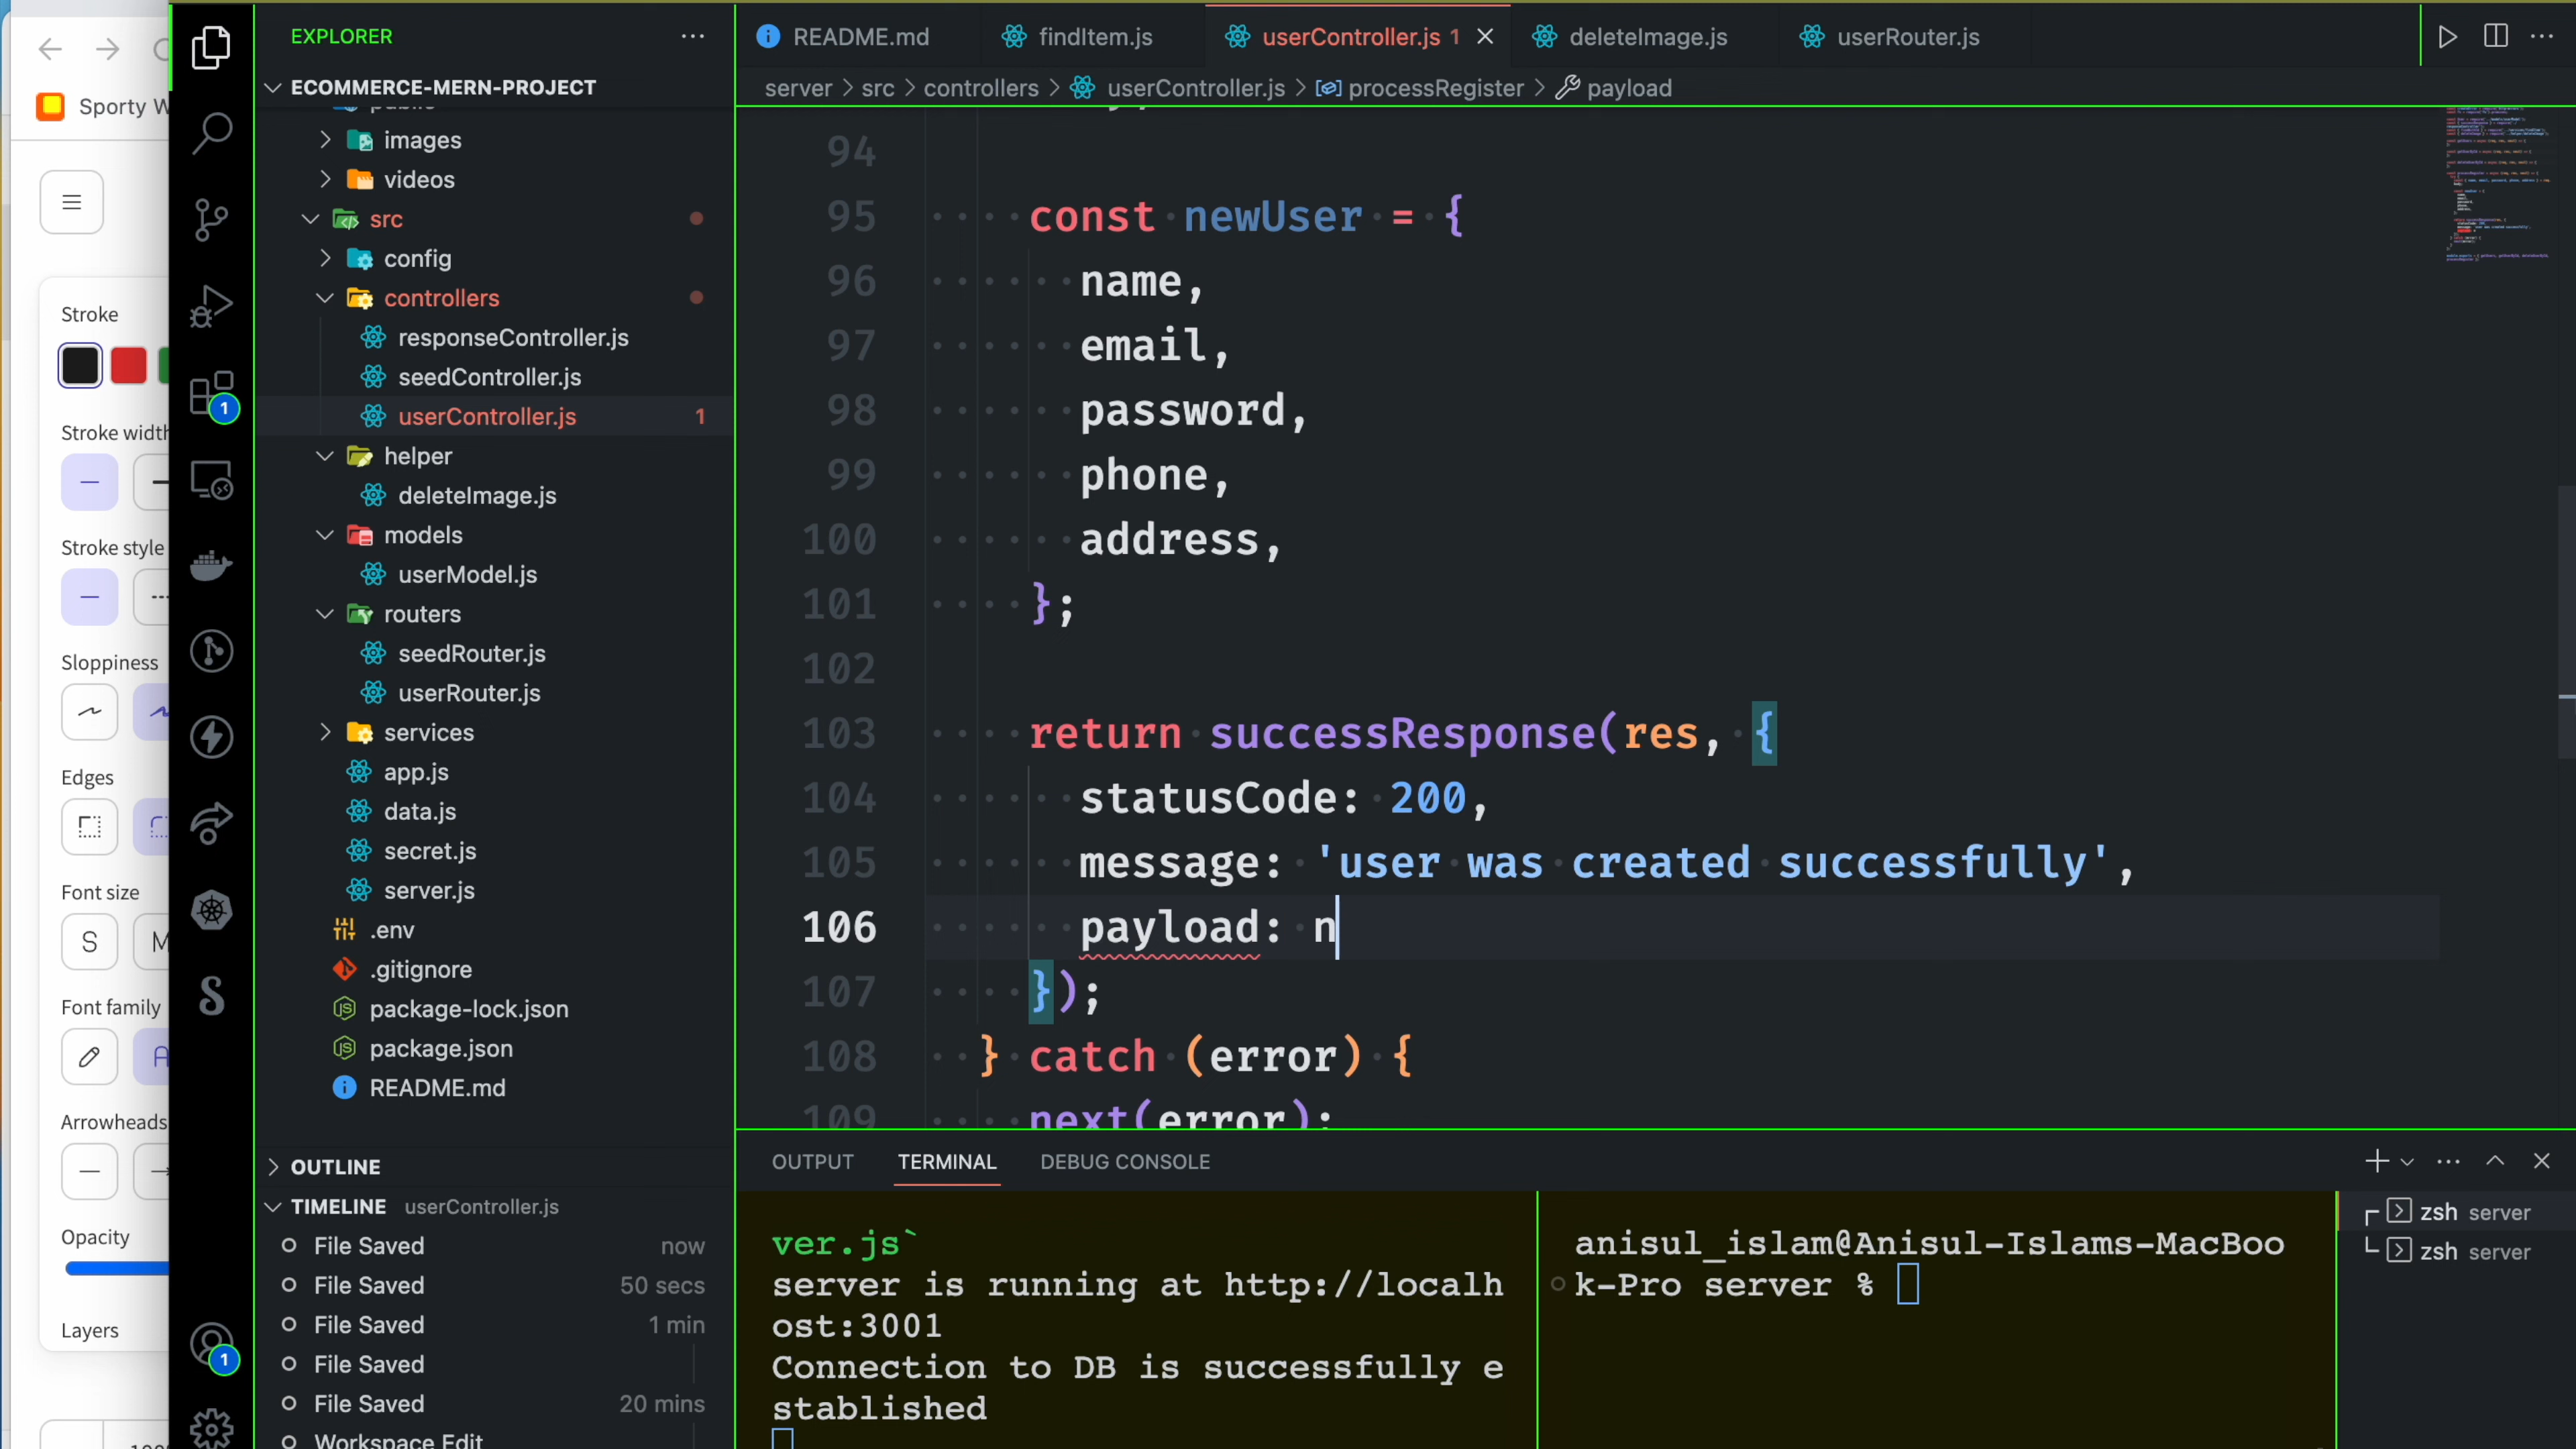 Sporty W
Stroke
Stroke width
Stroke style
Sloppiness
Edges
Font size
S
M
Font family
A
Arrowheads
Opacity
Layers
1
1
EXPLORER
ECOMMERCE-MERN-PROJECT
public
images
videos
src
config
controllers
responseController.js
seedController.js
userController.js 1
helper
deleteImage.js
models
userModel.js
routers
seedRouter.js
userRouter.js
services
app.js
data.js
secret.js
server.js
.env
.gitignore
package-lock.json
package.json
README.md
OUTLINE
TIMELINE userController.js
File Saved now
File Saved 50 secs
File Saved 1 min
File Saved
File Saved 20 mins
Workspace Edit
README.md findItem.js userController.js 1 deleteImage.js userRouter.js
server > src > controllers > userController.js > processRegister > payload
94
95 const newUser = {
96 name,
97 email,
98 password,
99 phone,
100 address,
101 };
102
103 return successResponse(res, {
104 statusCode: 200,
105 message: 'user was created successfully',
106 payload: n
107 });
108 } catch (error) {
109 next(error);
OUTPUT TERMINAL DEBUG CONSOLE
ver.js`
server is running at http://localh
ost:3001
Connection to DB is successfully e
stablished
anisul_islam@Anisul-Islams-MacBoo
k-Pro server %
zsh server
zsh server